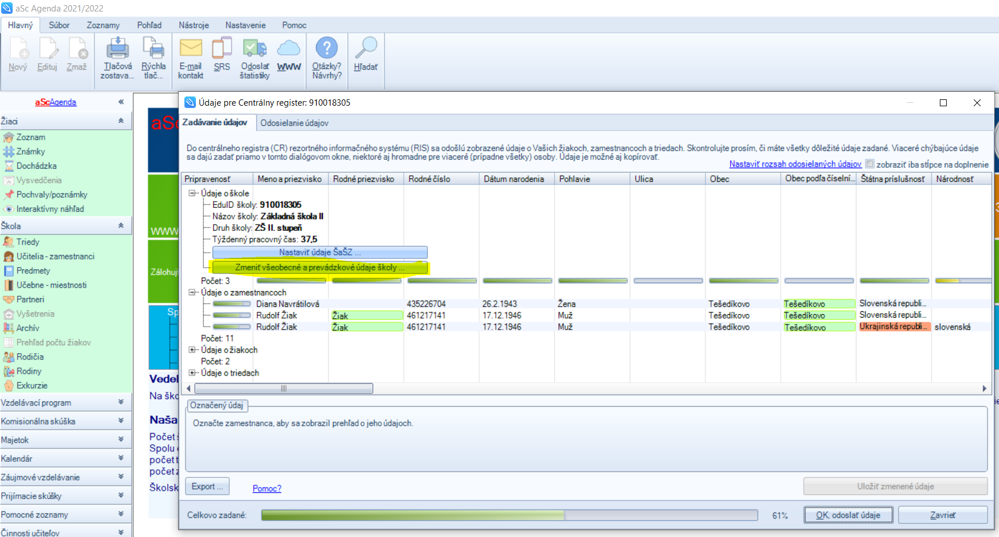 aSc Agenda 2021/2022
Hlavný Súbor Zoznamy Pohľad Nástroje Nastavenie Pomoc
Nový Edituj Zmaž Tlačová zostava... Rýchla tlač... E-mail kontakt SRS Odoslať štatistiky WWW Otázky? Návrhy? Hľadať
aScAgenda «
Žiaci
Zoznam
Známky
Dochádzka
Vysvedčenia
Pochvaly/poznámky
Interaktívny náhľad
Škola
Triedy
Učitelia - zamestnanci
Predmety
Učebne - miestnosti
Partneri
Vyšetrenia
Archív
Prehľad počtu žiakov
Rodičia
Rodiny
Exkurzie
Vzdelávací program
Komisionálna skúška
Majetok
Kalendár
Záujmové vzdelávanie
Prijímacie skúšky
Pomocné zoznamy
Činnosti učiteľov
aSc
WWW
Zálohuj
Sp
Vedel
Na ško
Naša
Počet
Spolu
počet
počet
Školsk
Údaje pre Centrálny register: 910018305
Zadávanie údajov Odosielanie údajov
Do centrálneho registra (CR) rezortného informačného systému (RIS) sa odošlú zobrazené údaje o Vašich žiakoch, zamestnancoch a triedach. Skontrolujte prosím, či máte všetky dôležité údaje zadané. Viaceré chýbajúce údaje
sa dajú zadať priamo v tomto dialógovom okne, niektoré aj hromadne pre viaceré (prípadne všetky) osoby. Údaje je možné aj kopírovať.
Nastaviť rozsah odosielaných údajov zobraziť iba stĺpce na doplnenie
Pripravenosť Meno a priezvisko Rodné priezvisko Rodné číslo Dátum narodenia Pohlavie Ulica Obec Obec podľa číselní... Štátna príslušnosť Národnosť
Údaje o škole
EduID školy: 910018305
Názov školy: Základná škola II
Druh školy: ZŠ II. stupeň
Týždenný pracovný čas: 37,5
Nastaviť údaje ŠaŠZ ...
Zmeniť všeobecné a prevádzkové údaje školy ...
Počet: 3
Údaje o zamestnancoch
Diana Navrátilová 435226704 26.2.1943 Žena Tešedíkovo Tešedíkovo Slovenská republi...
Rudolf Žiak Žiak 461217141 17.12.1946 Muž Tešedíkovo Tešedíkovo Slovenská republi...
Rudolf Žiak Žiak 461217141 17.12.1946 Muž Tešedíkovo Tešedíkovo Ukrajinská republi... slovenská
Počet: 11
Údaje o žiakoch
Počet: 2
Údaje o triedach
Označený údaj
Označte zamestnanca, aby sa zobrazil prehľad o jeho údajoch.
Export ... Pomoc? Uložiť zmenené údaje
Celkovo zadané: 61% OK, odoslať údaje Zavrieť